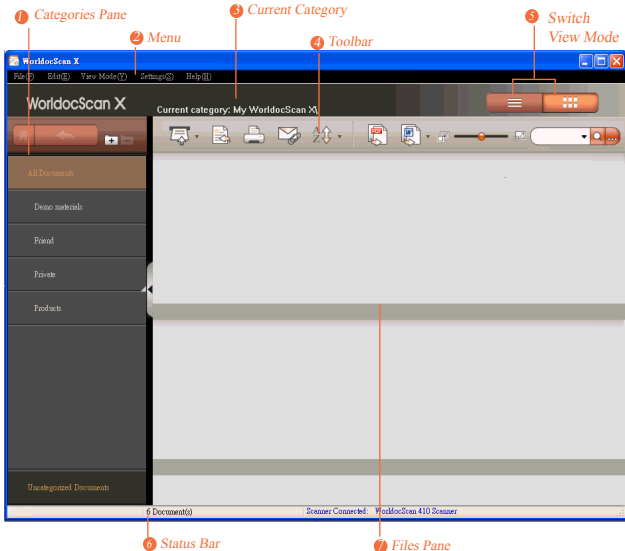 1 Categories Pane
3 Current Category
5 Switch View Mode
2 Menu
4 Toolbar
WorldocScan X
File(F) Edit(E) View Mode(V) Settings(S) Help(H)
WorldocScan X
Current category: My WorldocScan X\
PDF
W
A
Z
All Documents
Demo materials
Friend
Private
Products
Uncategorized Documents
6 Document(s) Scanner Connected: WorldocScan 410 Scanner
6 Status Bar
7 Files Pane